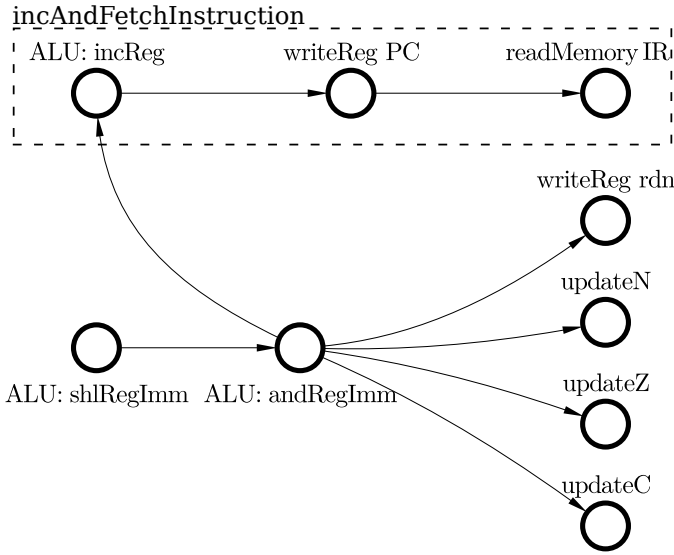 incAndFetchInstruction
ALU: incReg
writeReg PC
readMemory IR
writeReg rdn
updateN
ALU: shlRegImm
ALU: andRegImm
updateZ
updateC